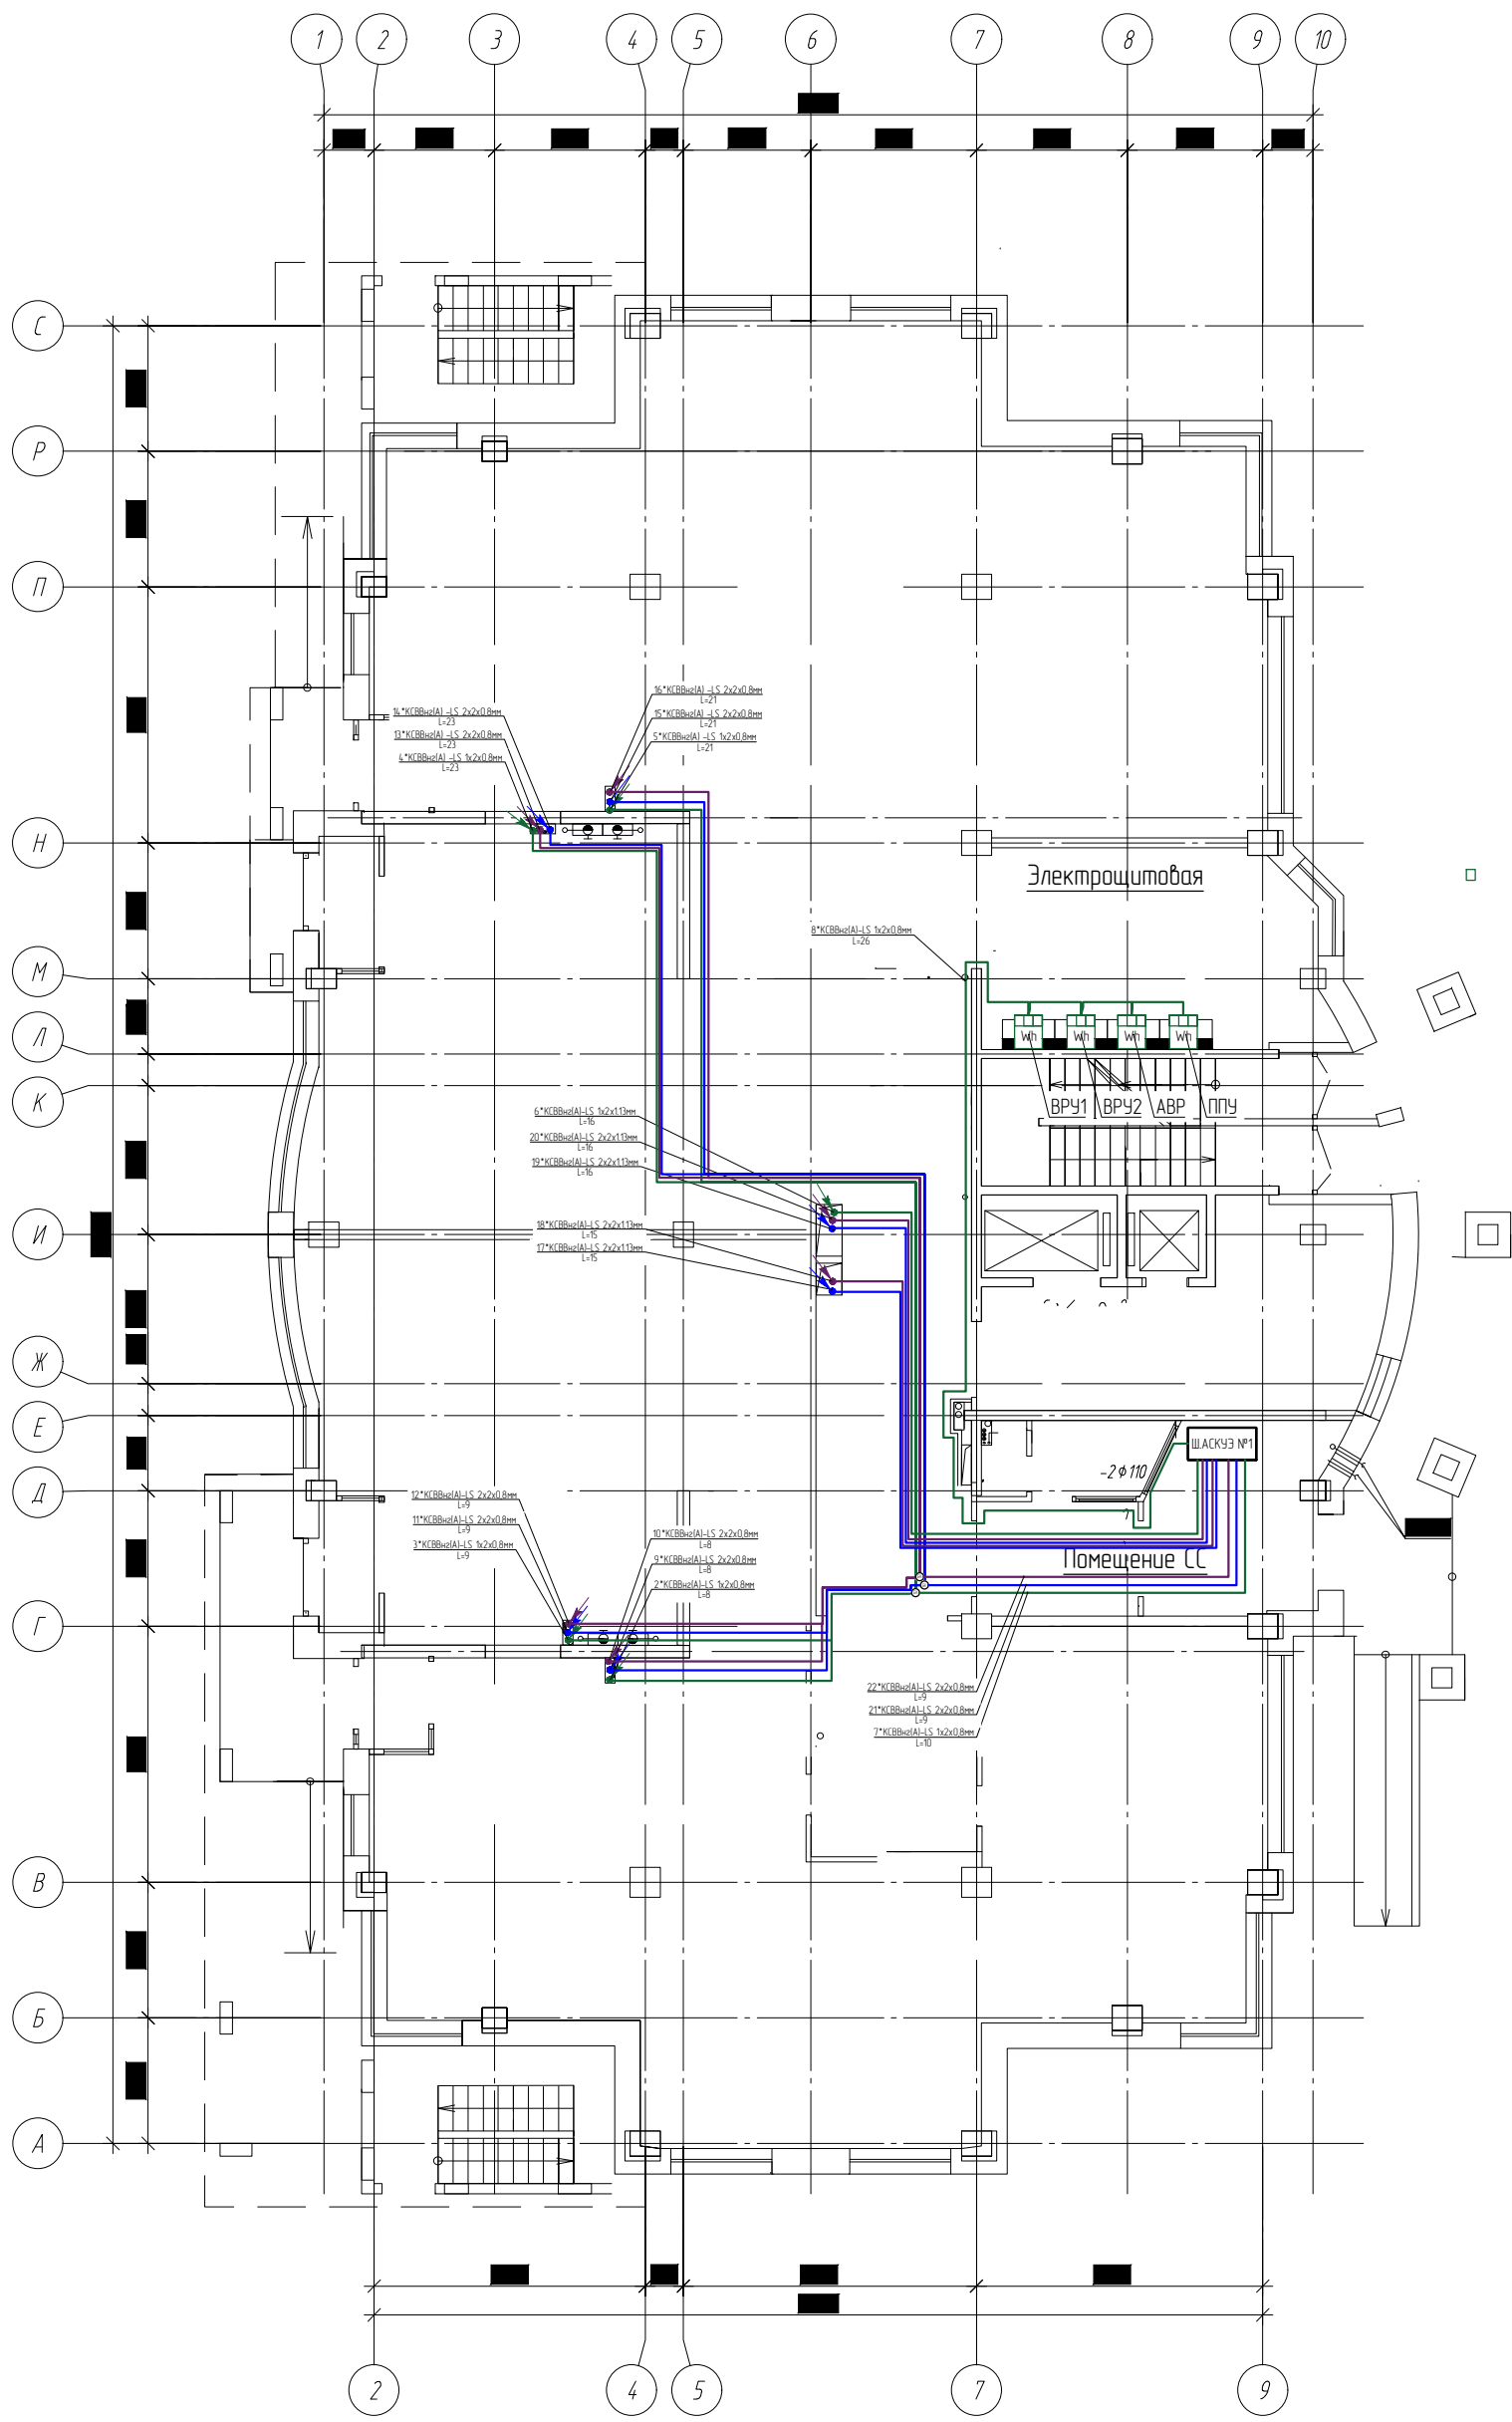 1 2 3 4 5 6 7 8 9 10
С
Р
П
16*КСВВнг(А) -LS 2х2х0,8мм
L=21
14*КСВВнг(А) -LS 2х2х0,8мм
L=23
15*КСВВнг(А) -LS 2х2х0,8мм
L=21
13*КСВВнг(А) -LS 2х2х0,8мм
L=23
5*КСВВнг(А) -LS 1х2х0,8мм
L=21
4*КСВВнг(А) -LS 1х2х0,8мм
L=23
Н
Электрощитовая
8*КСВВнг(А)-LS 1х2х0,8мм
L=26
М
Л
Wh Wh Wh Wh
К
ВРУ1 ВРУ2 АВР ППУ
6*КСВВнг(А)-LS 1х2х1.13мм
L=16
20*КСВВнг(А)-LS 2х2х1.13мм
L=16
19*КСВВнг(А)-LS 2х2х1.13мм
L=16
И
18*КСВВнг(А)-LS 2х2х1.13мм
L=15
17*КСВВнг(А)-LS 2х2х1.13мм
L=15
Ж
Е
Ш.АСКУЭ №1
-2ϕ110
Д
12*КСВВнг(А)-LS 2х2х0,8мм
L=9
11*КСВВнг(А)-LS 2х2х0,8мм
L=9
10*КСВВнг(А)-LS 2х2х0,8мм
L=8
3*КСВВнг(А)-LS 1х2х0,8мм
L=9
9*КСВВнг(А)-LS 2х2х0,8мм
L=8
Помещение СС
2*КСВВнг(А)-LS 1х2х0,8мм
L=8
Г
22*КСВВнг(А)-LS 2х2х0,8мм
L=9
21*КСВВнг(А)-LS 2х2х0,8мм
L=9
7*КСВВнг(А)-LS 1х2х0,8мм
L=10
В
Б
А
2 4 5 7 9